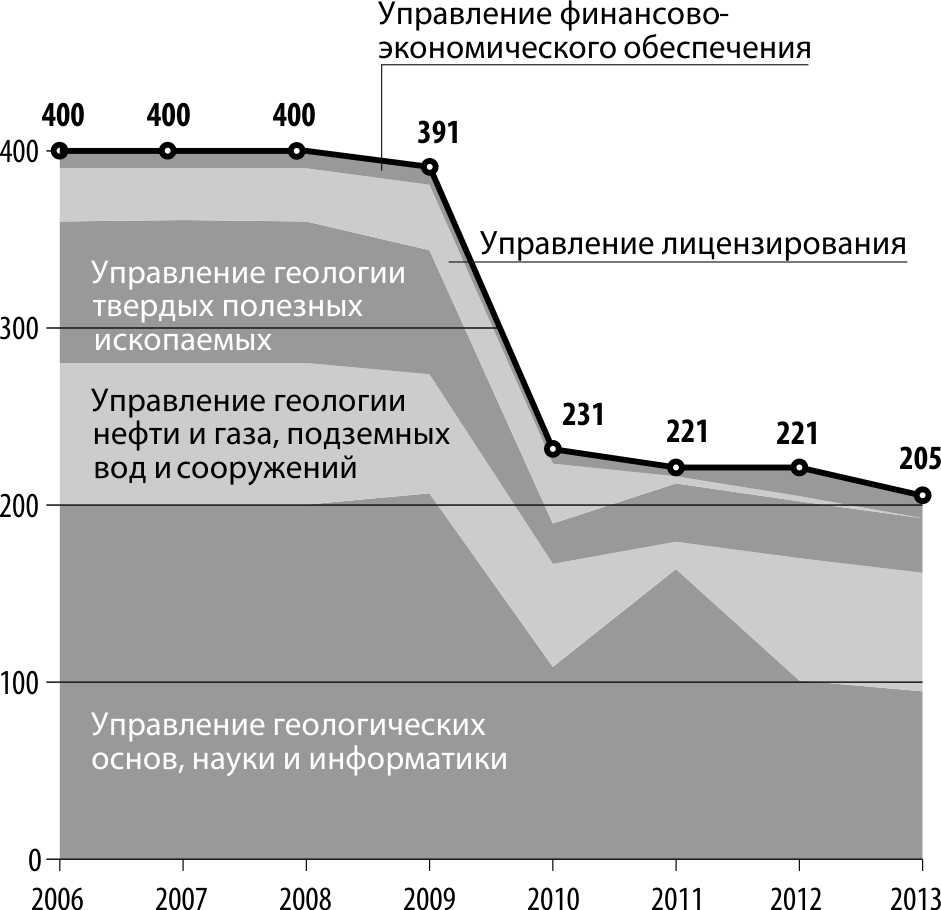 Управление финансово-
экономического обеспечения
400 400 400 391
400
Управление лицензирования
Управление геологии
твердых полезных
ископаемых
300
Управление геологии
нефти и газа, подземных
вод и сооружений
231 221 221 205
200
100
Управление геологических
основ, науки и информатики
0
2006 2007 2008 2009 2010 2011 2012 2013